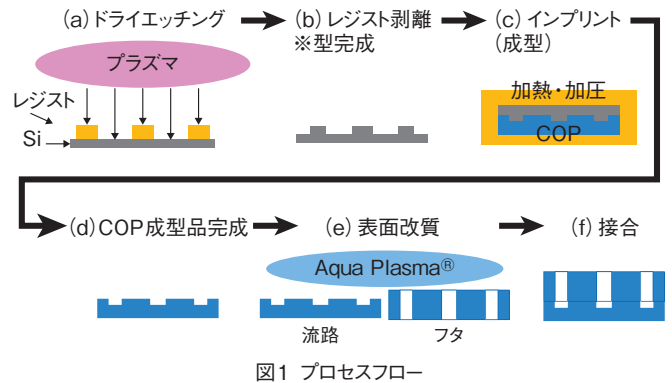 (a) ドライエッチング
(b) レジスト剥離
※型完成
(c) インプリント
(成型)
プラズマ
レジスト
Si
加熱・加圧
COP
(d) COP成型品完成
(e) 表面改質
(f) 接合
Aqua Plasma®
流路
フタ
図1 プロセスフロー